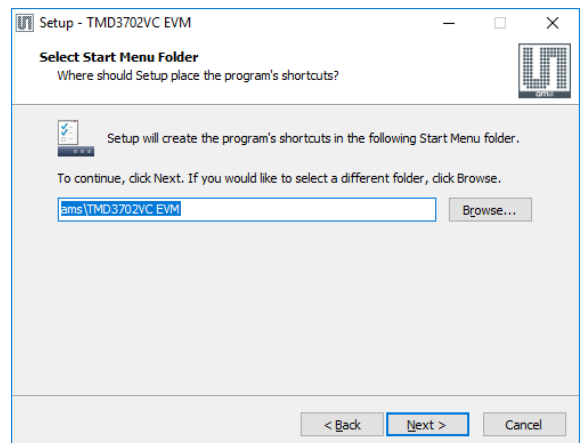 Setup - TMD3702VC EVM
Select Start Menu Folder
Where should Setup place the program's shortcuts?
am
Setup will create the program's shortcuts in the following Start Menu folder.
To continue, click Next. If you would like to select a different folder, click Browse.
ams\TMD3702VC EVM
Browse...
< Back
Next >
Cancel